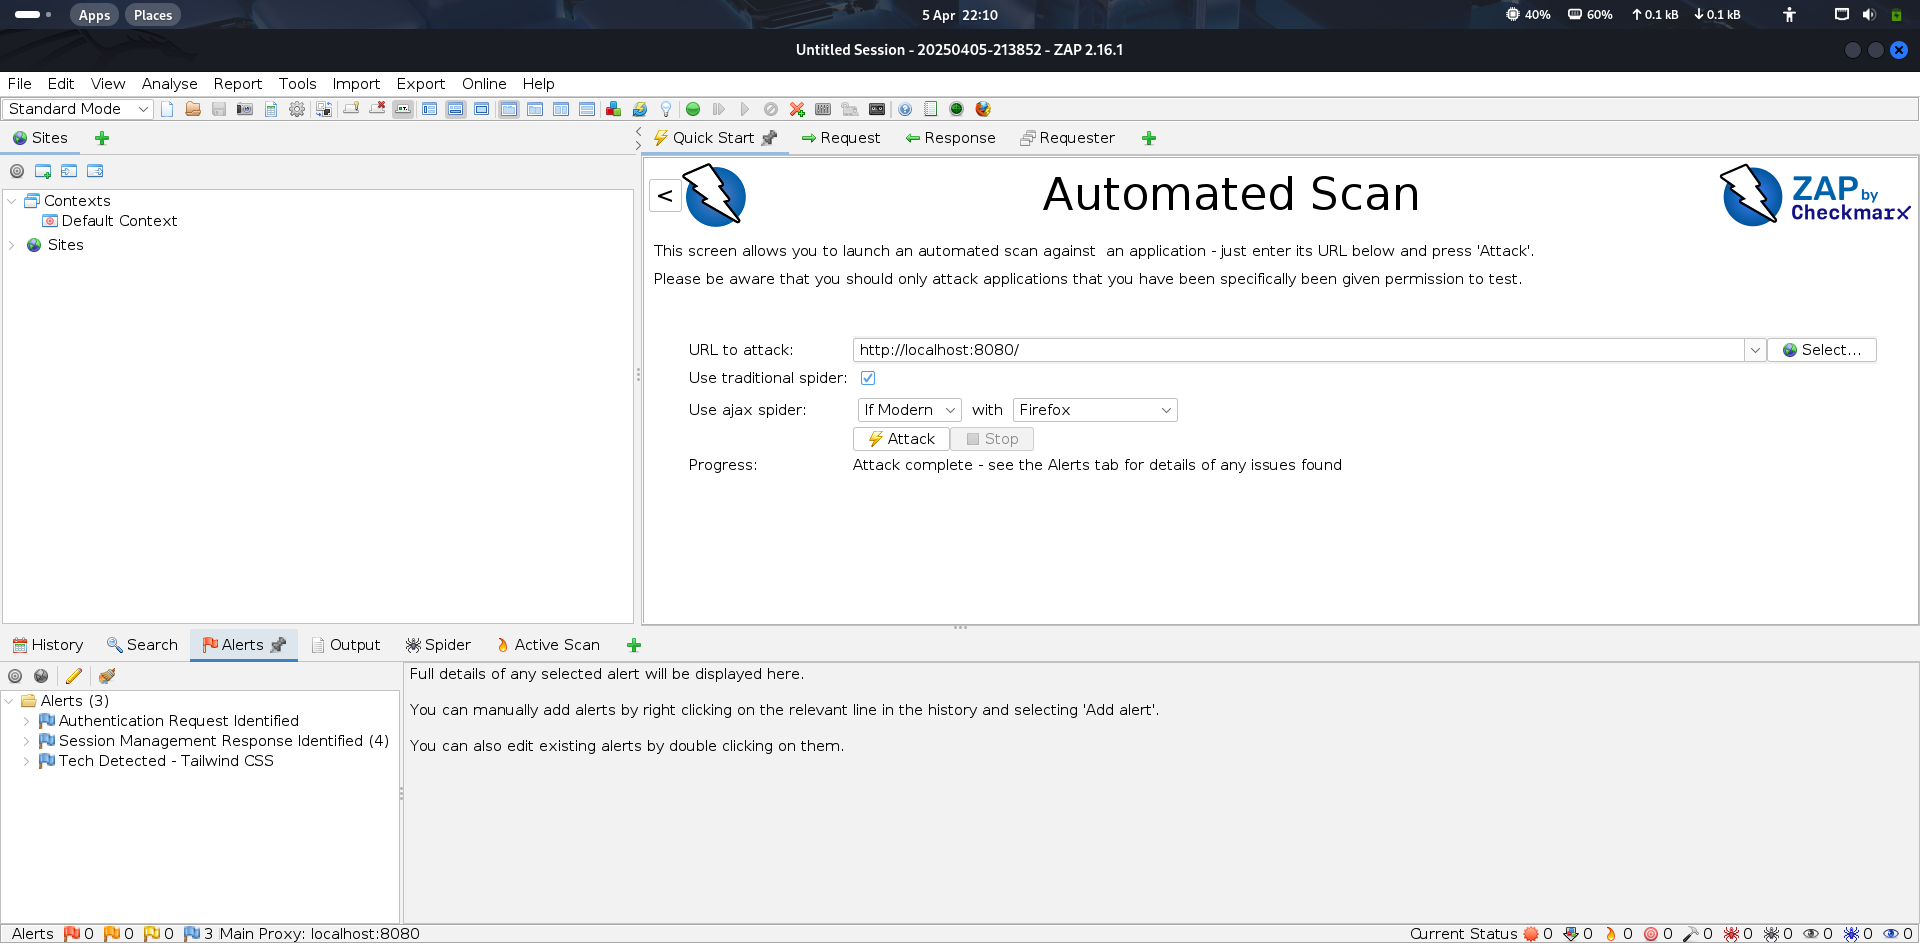 Apps Places 5 Apr 22:10 40% 60% 0.1 kB 0.1 kB
Untitled Session - 20250405-213852 - ZAP 2.16.1
File Edit View Analyse Report Tools Import Export Online Help
Standard Mode
Sites
Quick Start Request Response Requester
Contexts
Default Context
Sites
< Automated Scan ZAP by Checkmarx
This screen allows you to launch an automated scan against  an application - just enter its URL below and press 'Attack'.
Please be aware that you should only attack applications that you have been specifically been given permission to test.
URL to attack: http://localhost:8080/ Select...
Use traditional spider:
Use ajax spider: If Modern with Firefox
Attack Stop
Progress: Attack complete - see the Alerts tab for details of any issues found
History Search Alerts Output Spider Active Scan
Alerts (3)
Authentication Request Identified
Session Management Response Identified (4)
Tech Detected - Tailwind CSS
Full details of any selected alert will be displayed here.
You can manually add alerts by right clicking on the relevant line in the history and selecting 'Add alert'.
You can also edit existing alerts by double clicking on them.
Alerts 0 0 0 3 Main Proxy: localhost:8080 Current Status 0 0 0 0 0 0 0 0 0 0